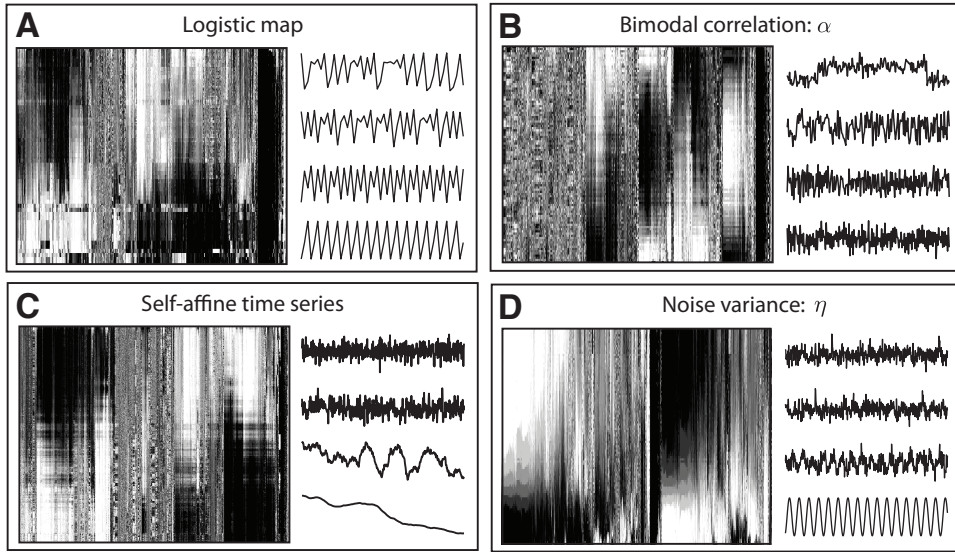 A
Logistic map
B
Bimodal correlation: α
C
Self-affine time series
D
Noise variance: η